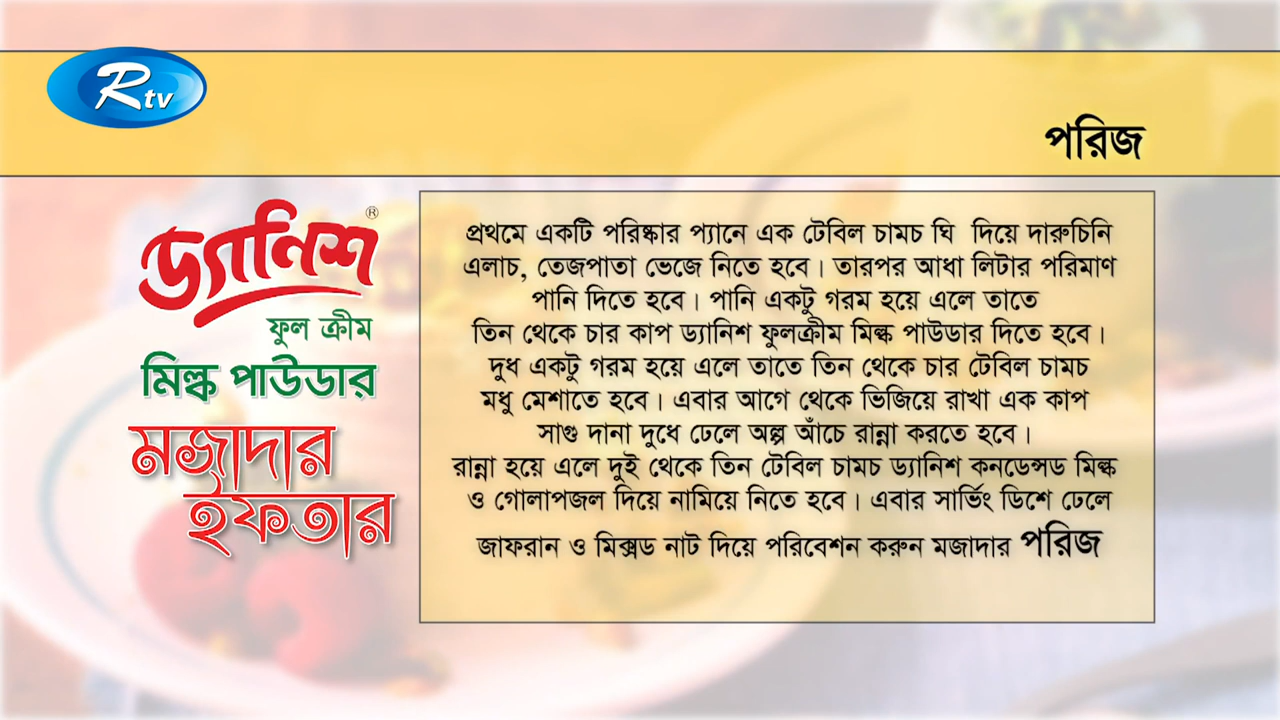 Rtv
পরিজ
ড্যানিশ®
ফুল ক্রীম
মিল্ক পাউডার
মজাদার
ইফতার
প্রথমে একটি পরিষ্কার প্যানে এক টেবিল চামচ ঘি দিয়ে দারুচিনি
এলাচ, তেজপাতা ভেজে নিতে হবে। তারপর আধা লিটার পরিমাণ
পানি দিতে হবে। পানি একটু গরম হয়ে এলে তাতে
তিন থেকে চার কাপ ড্যানিশ ফুলক্রীম মিল্ক পাউডার দিতে হবে।
দুধ একটু গরম হয়ে এলে তাতে তিন থেকে চার টেবিল চামচ
মধু মেশাতে হবে। এবার আগে থেকে ভিজিয়ে রাখা এক কাপ
সাগু দানা দুধে ঢেলে অল্প আঁচে রান্না করতে হবে।
রান্না হয়ে এলে দুই থেকে তিন টেবিল চামচ ড্যানিশ কনডেন্সড মিল্ক
ও গোলাপজল দিয়ে নামিয়ে নিতে হবে। এবার সার্ভিং ডিশে ঢেলে
জাফরান ও মিক্সড নাট দিয়ে পরিবেশন করুন মজাদার পরিজ